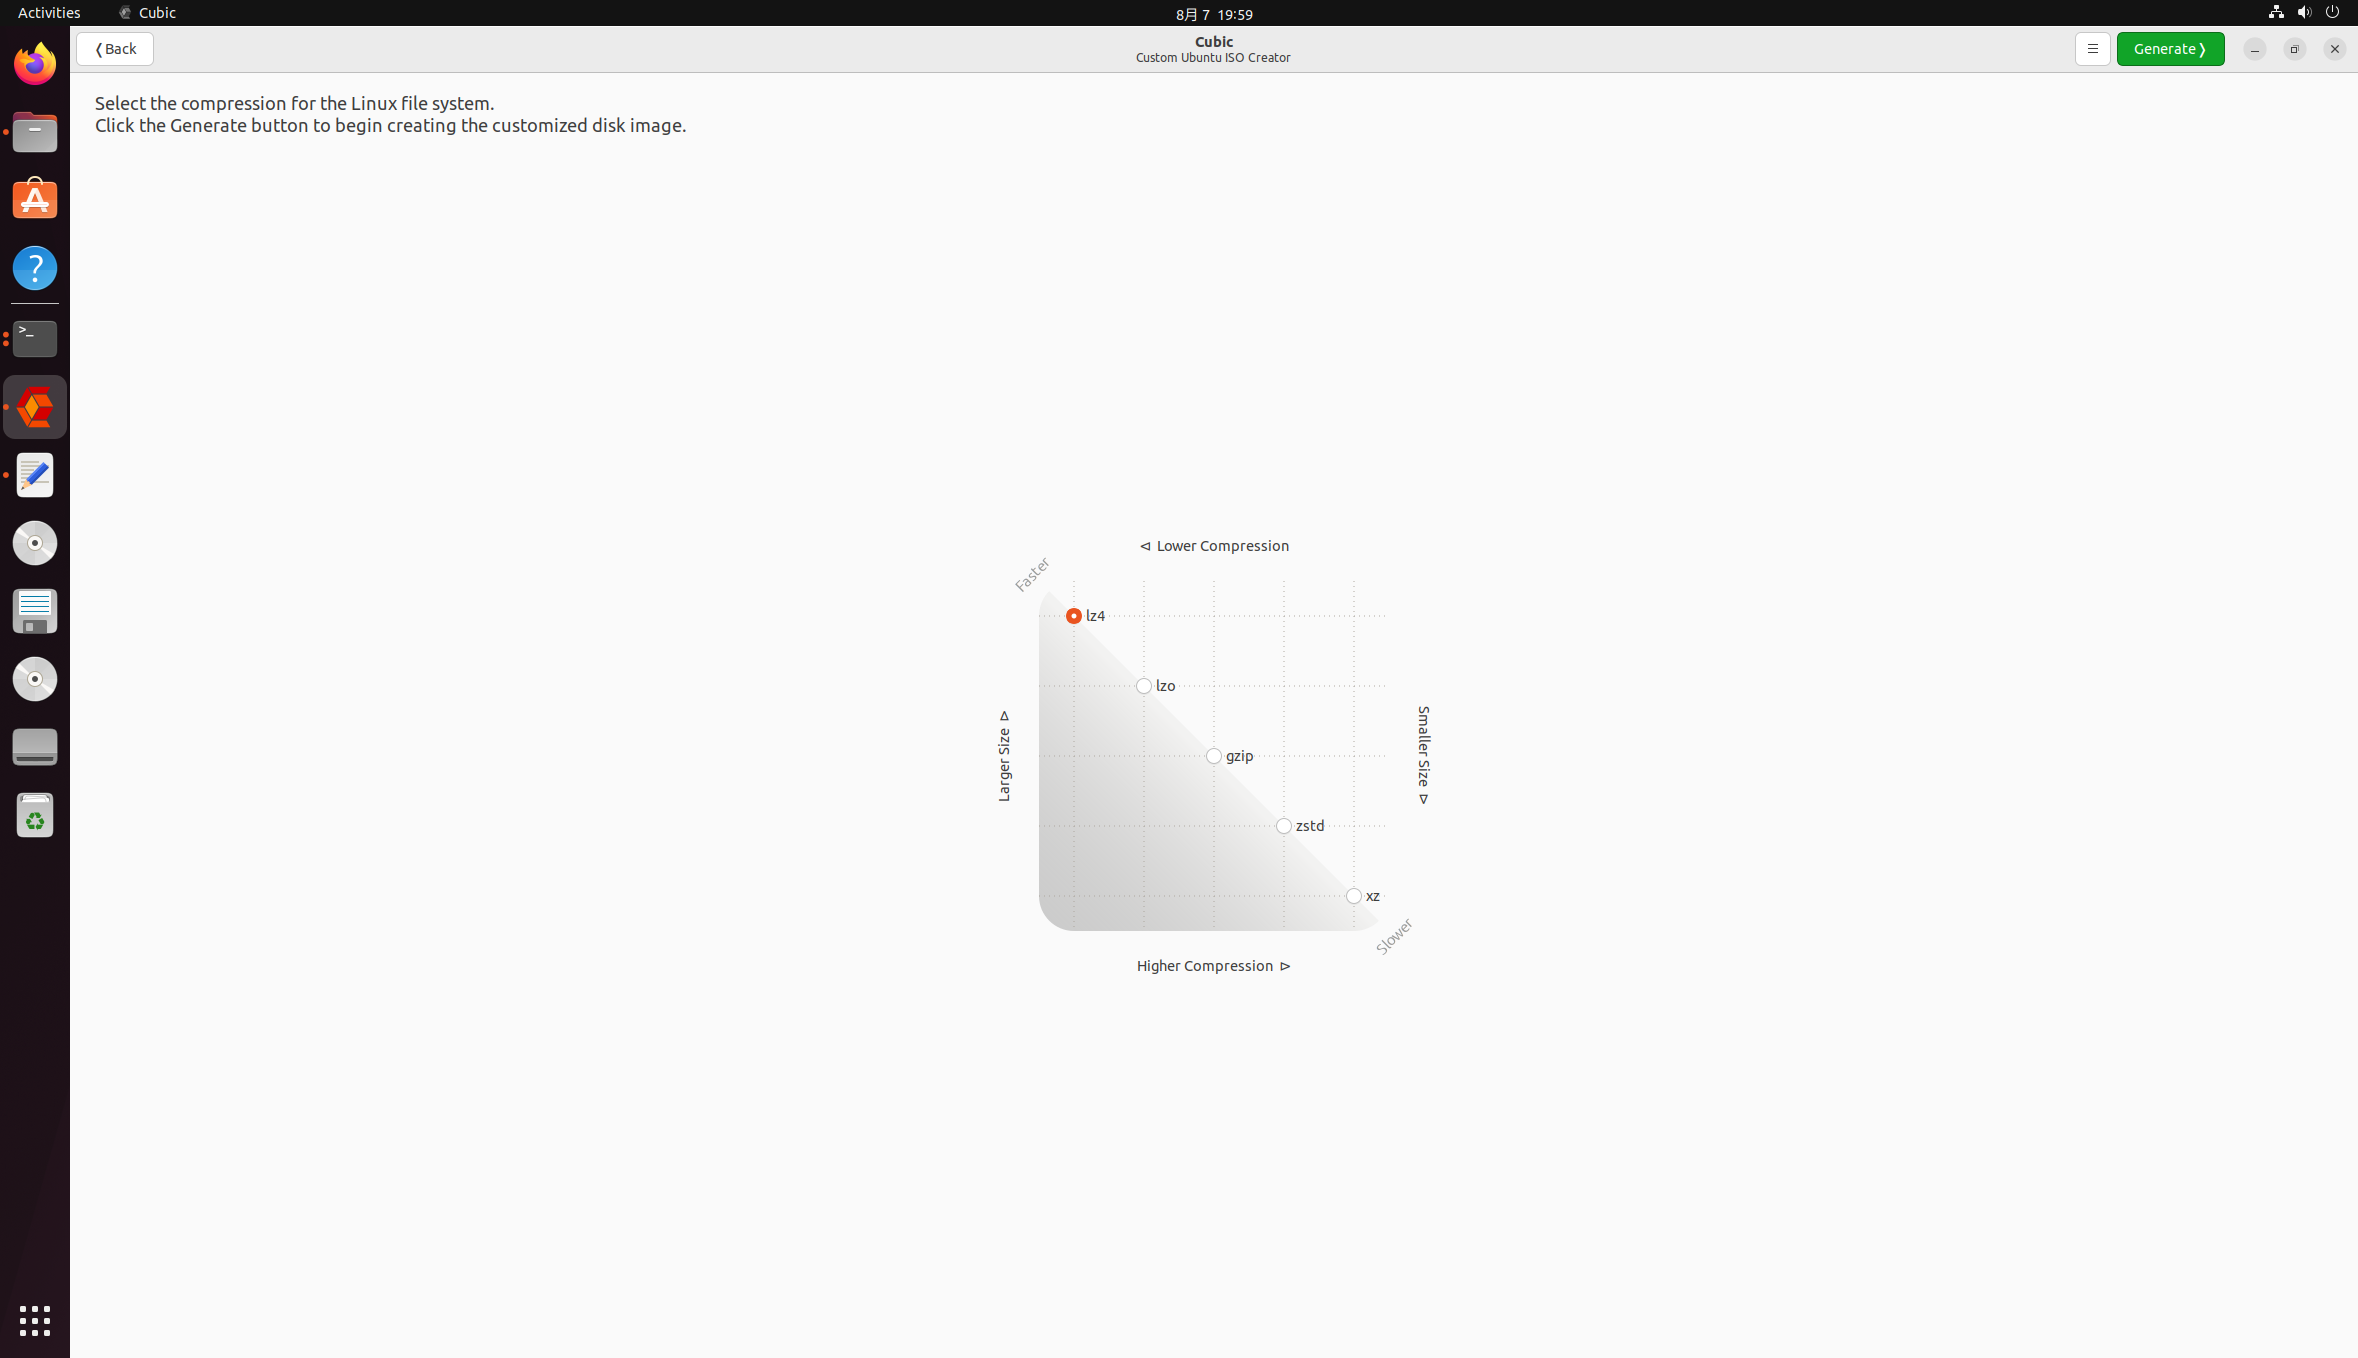 Activities
Cubic
8月 7 19:59
❬Back
Cubic
Custom Ubuntu ISO Creator
Generate❭
Select the compression for the Linux file system.
Click the Generate button to begin creating the customized disk image.
⊲ Lower Compression
Faster
lz4
lzo
Larger Size ⊳
gzip
Smaller Size ⊳
zstd
xz
Slower
Higher Compression ⊳